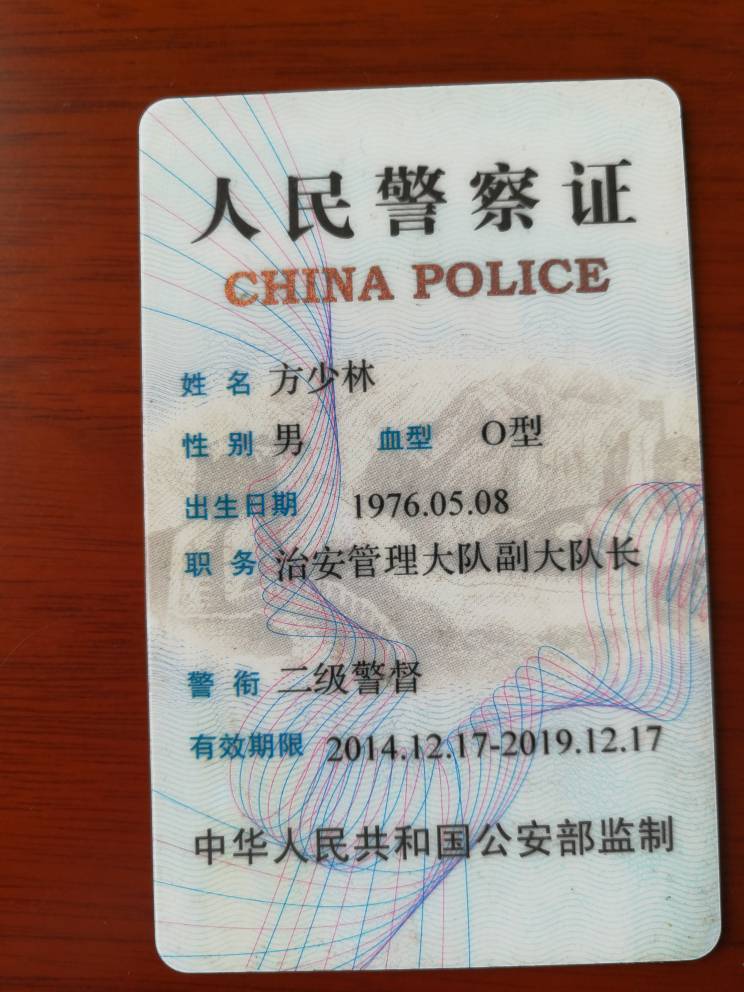 人民警察证
CHINA POLICE
姓 名 方少林
性 别 男 血型 O型
出生日期 1976.05.08
职 务 治安管理大队副大队长
警 衔 二级警督
有效期限 2014.12.17-2019.12.17
中华人民共和国公安部监制